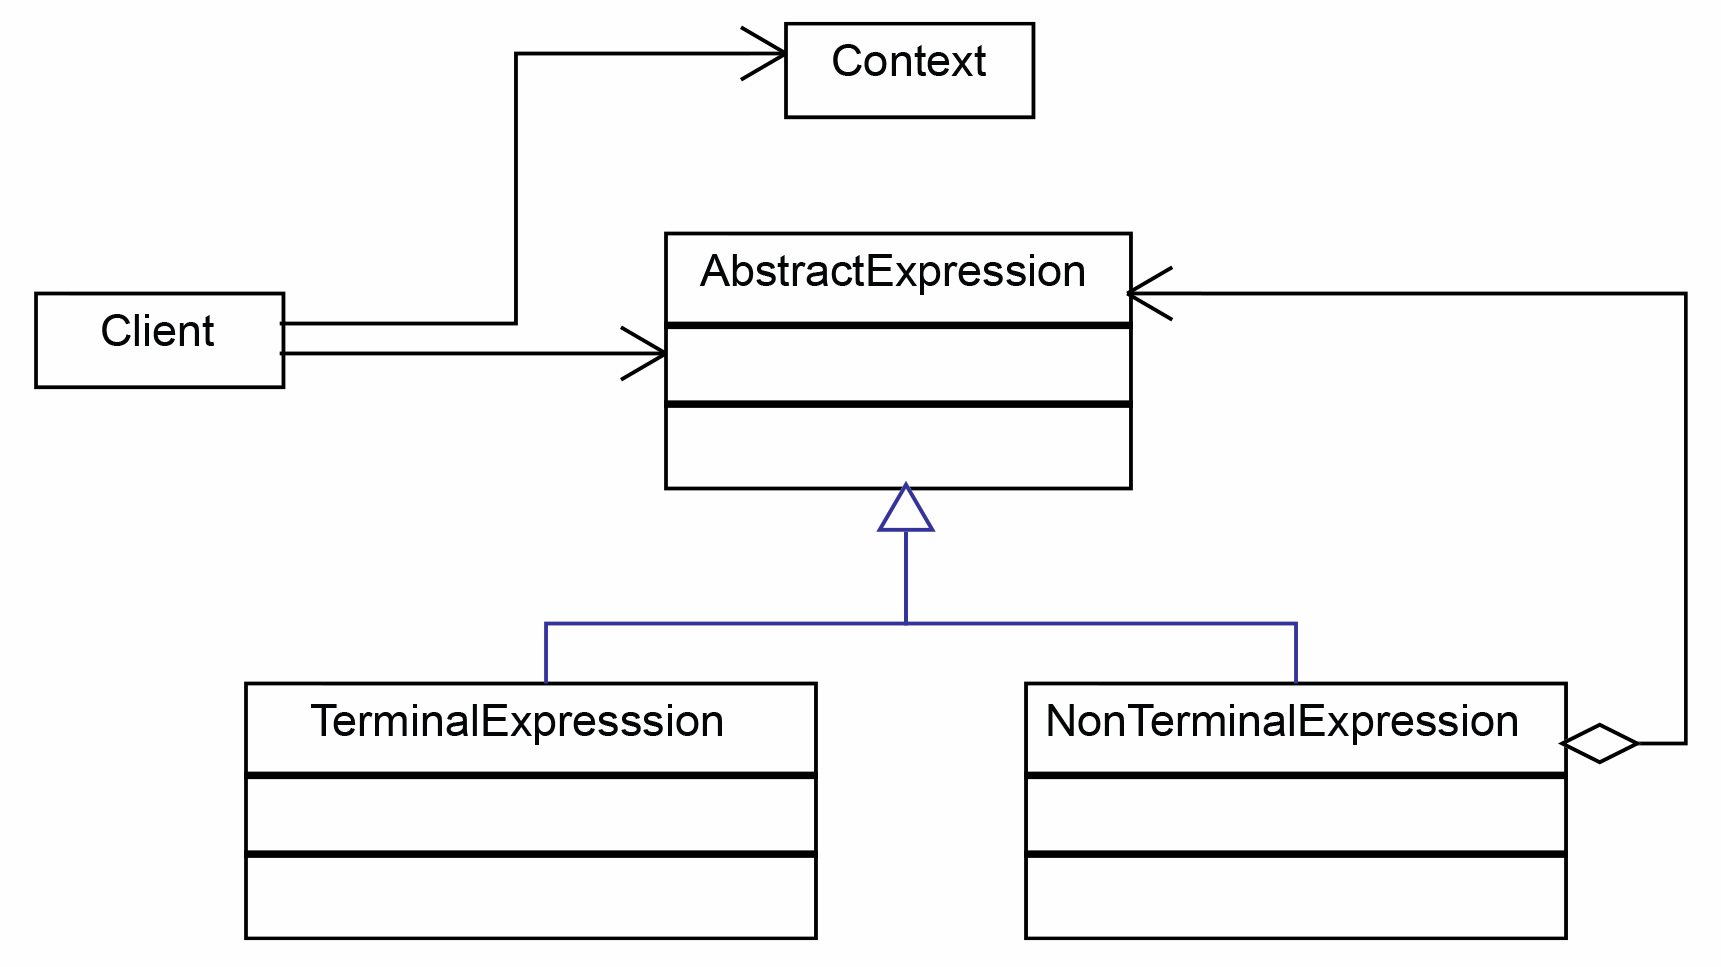 Context
AbstractExpression
Client
TerminalExpresssion
NonTerminalExpression